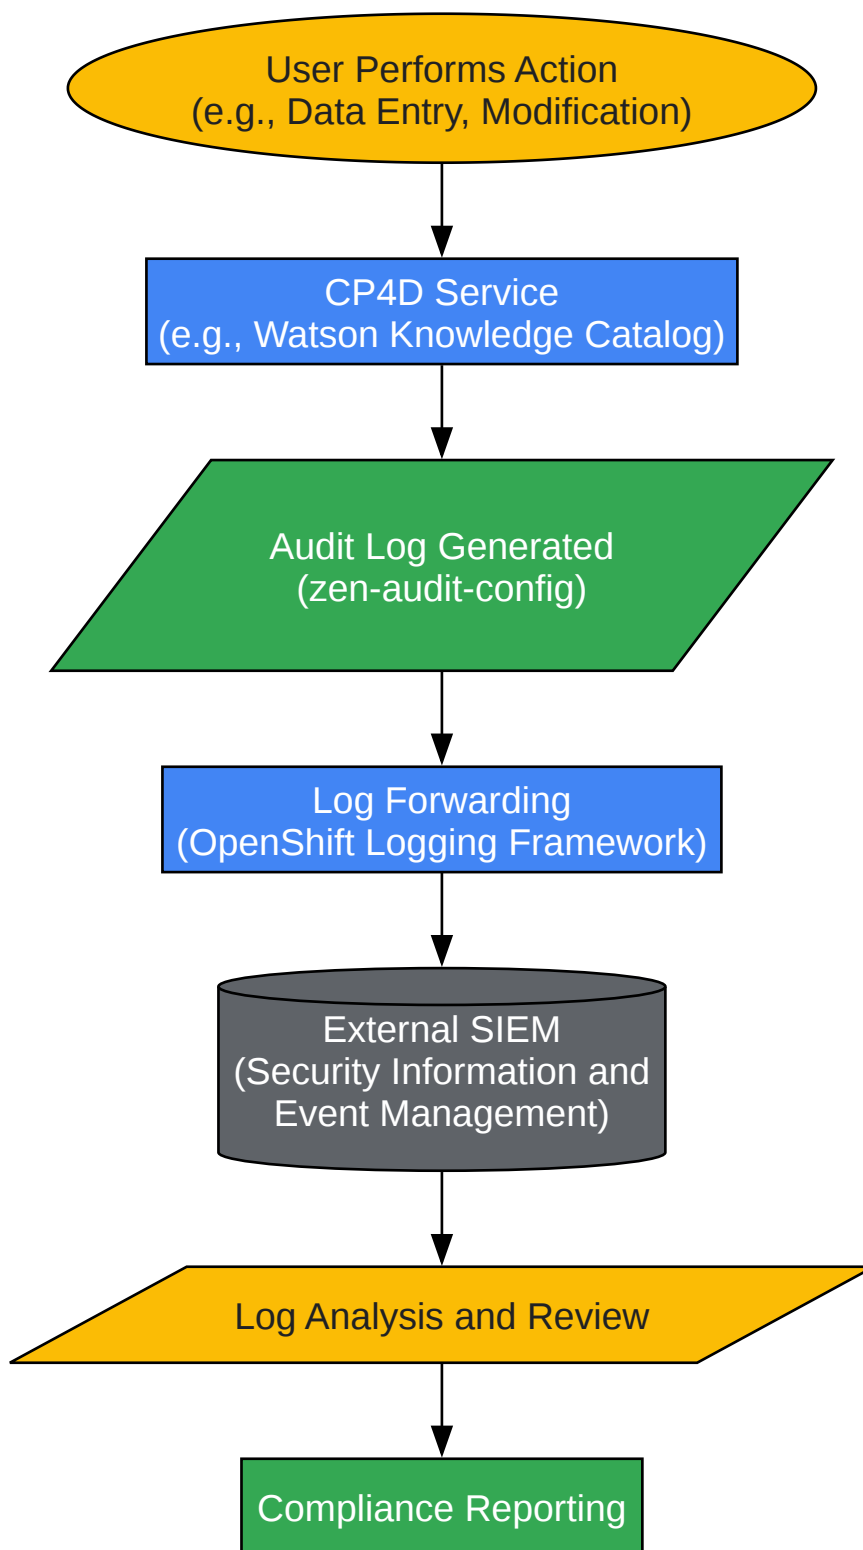 User Performs Action
(e.g., Data Entry, Modification)
CP4D Service
(e.g., Watson Knowledge Catalog)
Audit Log Generated
(zen-audit-config)
Log Forwarding
(OpenShift Logging Framework)
External SIEM
(Security Information and
Event Management)
Log Analysis and Review
Compliance Reporting